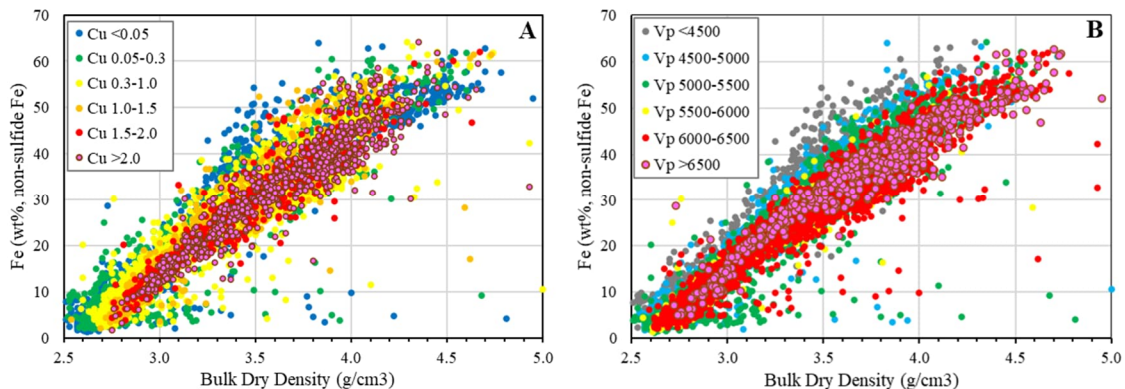 A
Fe (wt%, non-sulfide Fe)
70
60
50
40
30
20
10
0
Cu <0.05
Cu 0.05-0.3
Cu 0.3-1.0
Cu 1.0-1.5
Cu 1.5-2.0
Cu >2.0
2.5 3.0 3.5 4.0 4.5 5.0
Bulk Dry Density (g/cm3)
B
Fe (wt%, non-sulfide Fe)
70
60
50
40
30
20
10
0
Vp <4500
Vp 4500-5000
Vp 5000-5500
Vp 5500-6000
Vp 6000-6500
Vp >6500
2.5 3.0 3.5 4.0 4.5 5.0
Bulk Dry Density (g/cm3)